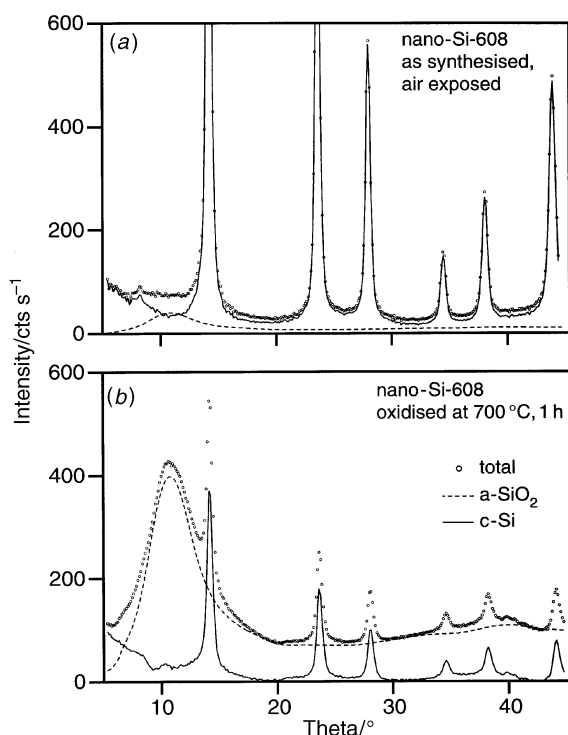 600
(a)
nano-Si-608
as synthesised,
air exposed
400
200
0
Intensity/cts s⁻¹
600
(b)
nano-Si-608
oxidised at 700 °C, 1 h
total
a-SiO₂
c-Si
400
200
0
10
20
30
40
Theta/°